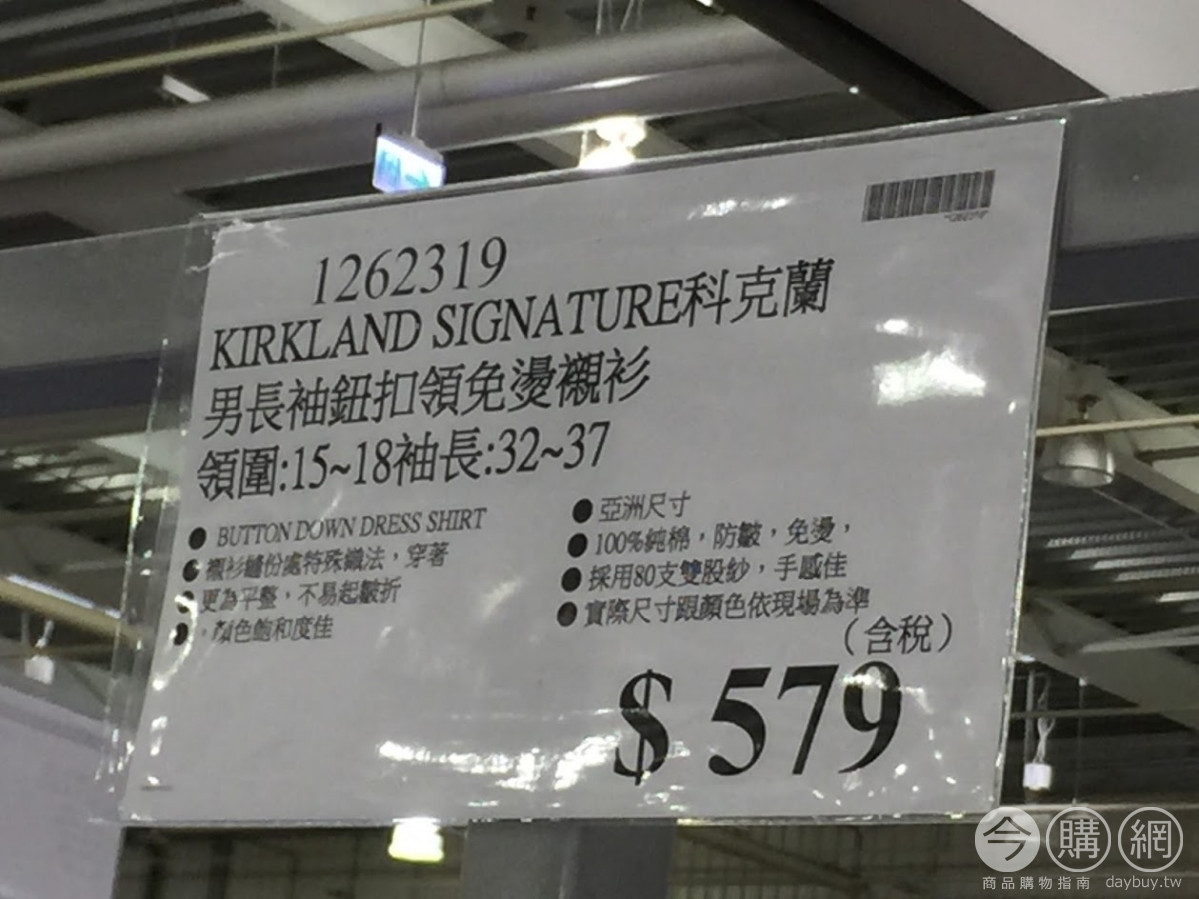 1262319
KIRKLAND SIGNATURE科克蘭
男長袖鈕扣領免燙襯衫
領圍:15~18袖長:32~37
● BUTTON DOWN DRESS SHIRT
● 襯衫縫份處特殊織法，穿著
● 更為平整，不易起皺折
● 。顏色飽和度佳
● 亞洲尺寸
● 100%純棉，防皺，免燙，
● 採用80支雙股紗，手感佳
● 實際尺寸跟顏色依現場為準
(含稅)
$ 579
今購網
商品購物指南 daybuy.tw